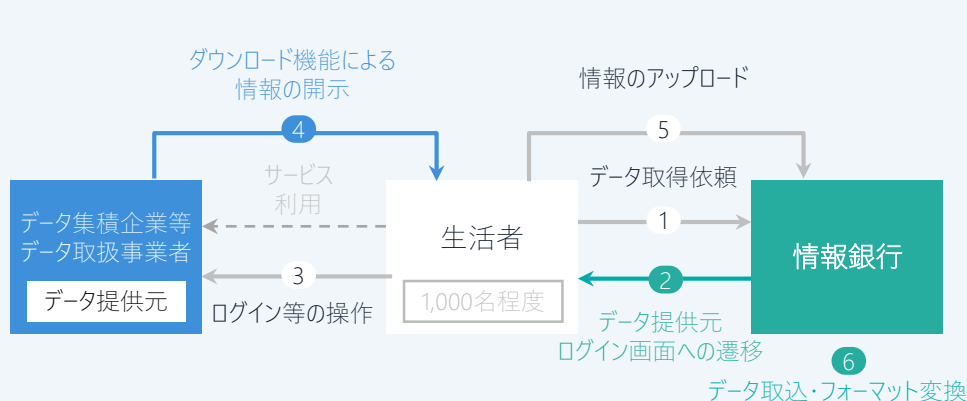 ダウンロード機能による
情報の開示
4
情報のアップロード
5
サービス
利用
データ取得依頼
1
データ集積企業等
データ取扱事業者
データ提供元
生活者
1,000名程度
情報銀行
3
ログイン等の操作
2
データ提供元
ログイン画面への遷移
6
データ取込・フォーマット変換